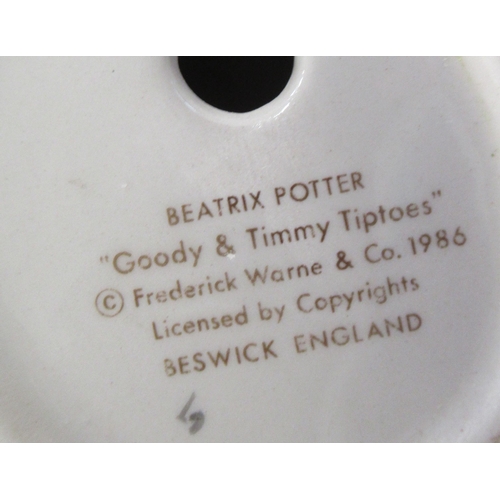 BEATRIX POTTER
"Goody & Timmy Tiptoes"
© Frederick Warne & Co. 1986
Licensed by Copyrights
BESWICK ENGLAND